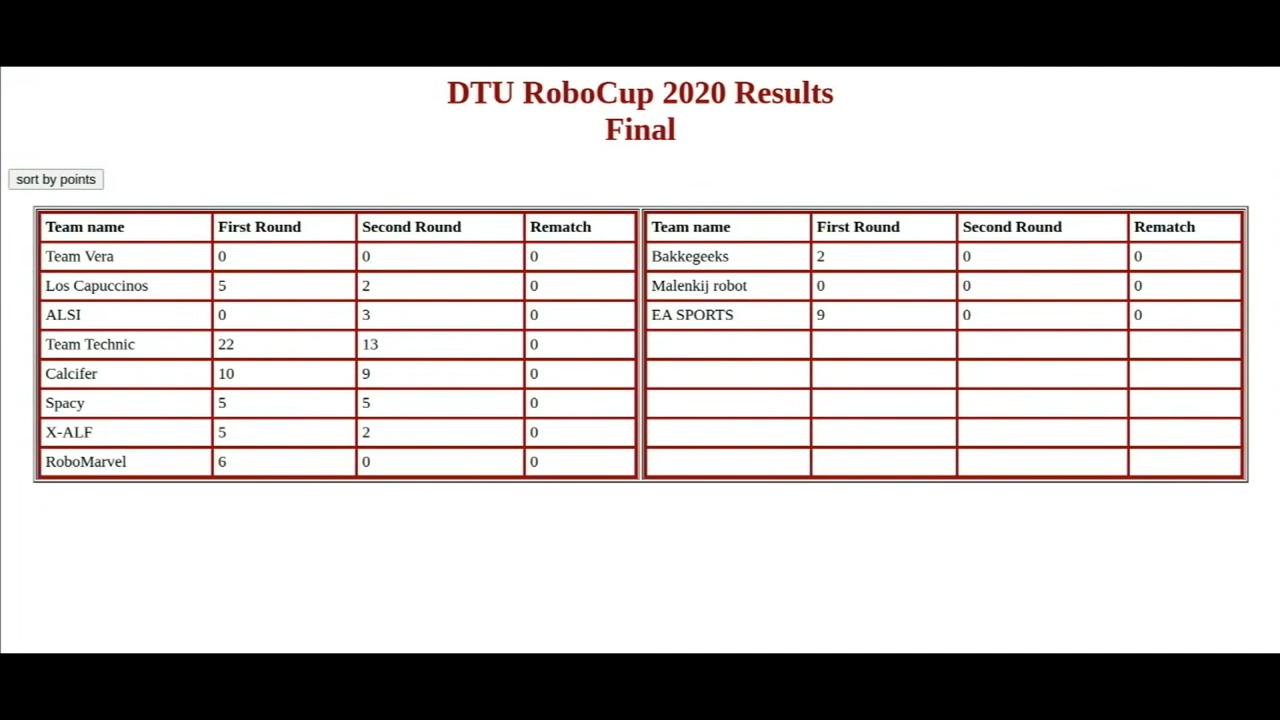 DTU RoboCup 2020 Results
Final
sort by points
Team name First Round Second Round Rematch Team name First Round Second Round Rematch
Team Vera 0 0 0 Bakkegeeks 2 0 0
Los Capuccinos 5 2 0 Malenkij robot 0 0 0
ALSI 0 3 0 EA SPORTS 9 0 0
Team Technic 22 13 0
Calcifer 10 9 0
Spacy 5 5 0
X-ALF 5 2 0
RoboMarvel 6 0 0